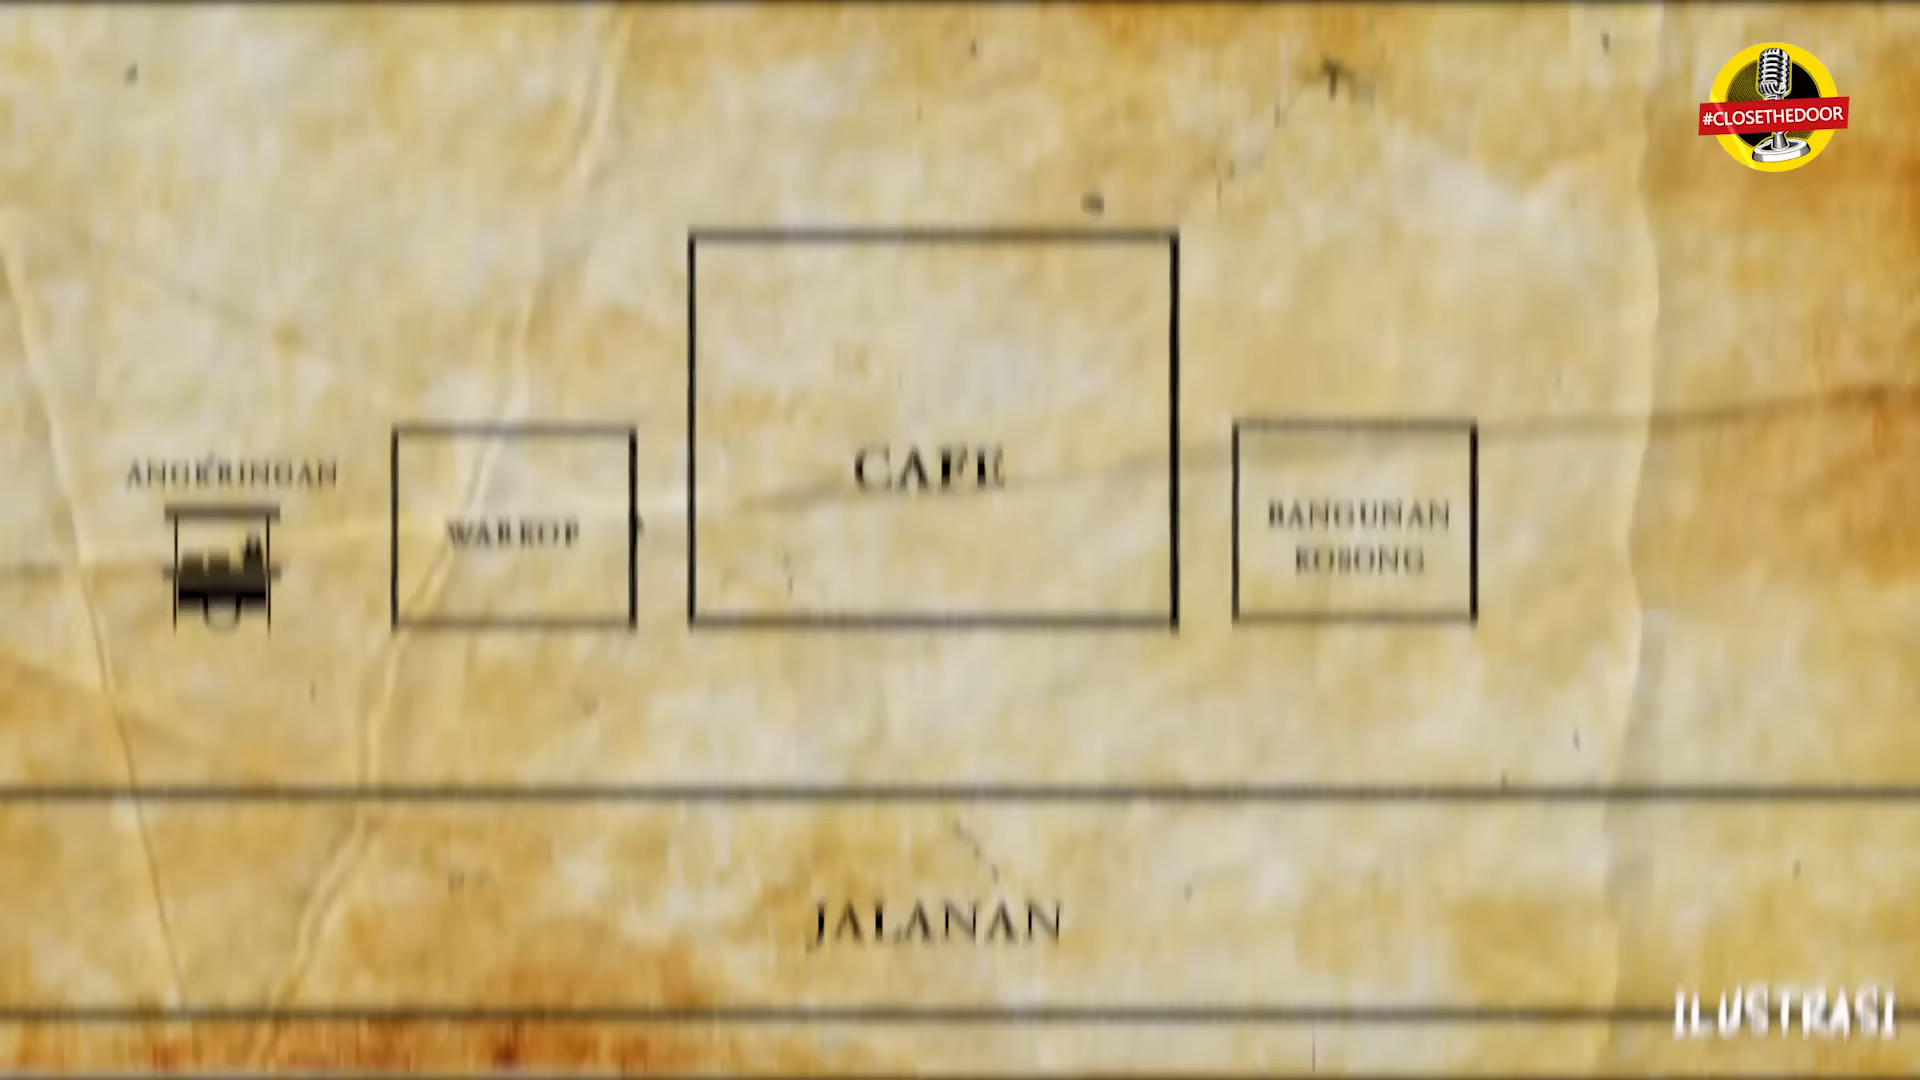 #CLOSETHEDOOR
CAFE
ANGKRINGAN
WARKOP
BANGUNAN
KOSONG
JALANAN
ILUSTRASI